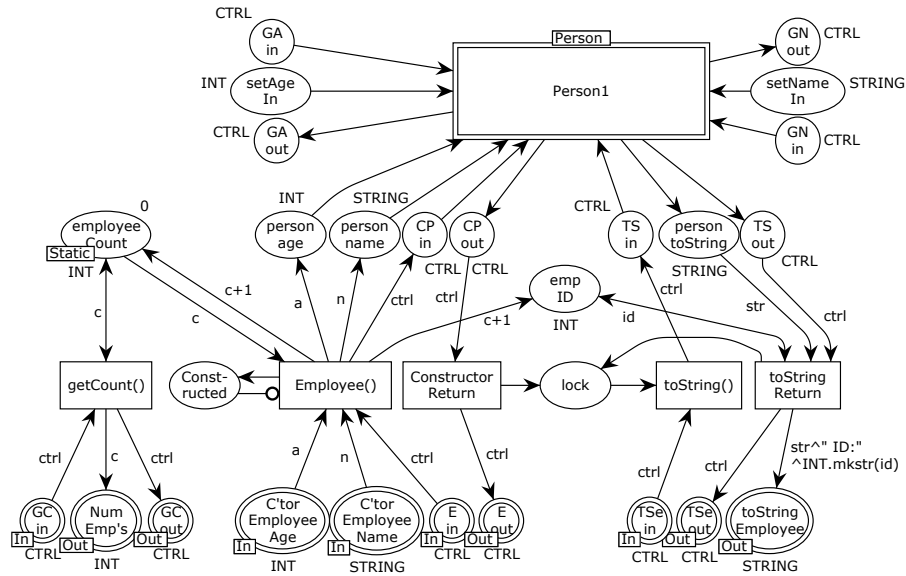 CTRL
GA
in
Person
GN
out
CTRL
INT
setAge
In
Person1
setName
In
STRING
CTRL
GA
out
GN
in
CTRL
INT
STRING
CTRL
0
employee
Count
Static
INT
person
age
person
name
CP
in
CP
out
CTRL
CTRL
TS
in
person
toString
TS
out
STRING
CTRL
c+1
c
c
a
n
ctrl
ctrl
c+1
emp
ID
INT
id
ctrl
str
ctrl
getCount()
Const-
ructed
Employee()
Constructor
Return
lock
toString()
toString
Return
ctrl
c
ctrl
a
n
ctrl
ctrl
ctrl
ctrl
str^" ID:"
^INT.mkstr(id)
GC
in
In
CTRL
Num
Emp's
Out
INT
GC
out
Out
CTRL
C'tor
Employee
Age
In
INT
C'tor
Employee
Name
In
STRING
E
in
In
CTRL
E
out
Out
CTRL
TSe
in
In
CTRL
TSe
out
Out
CTRL
toString
Employee
Out
STRING